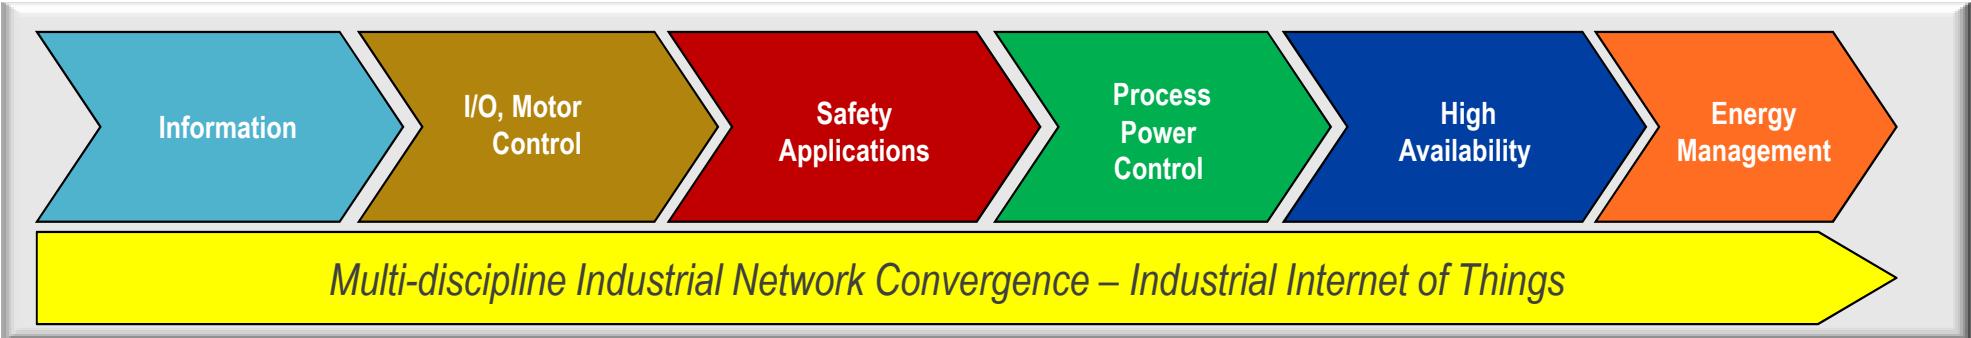 Information
I/O, Motor
Control
Safety
Applications
Process
Power
Control
High
Availability
Energy
Management
Multi-discipline Industrial Network Convergence – Industrial Internet of Things